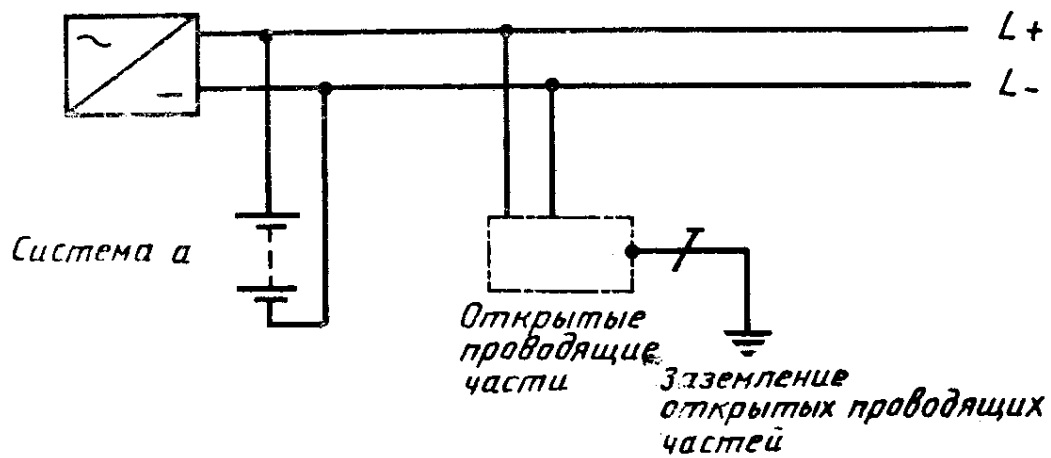 L+
L-
Система а
Открытые
проводящие
части
Заземление
открытых проводящих
частей